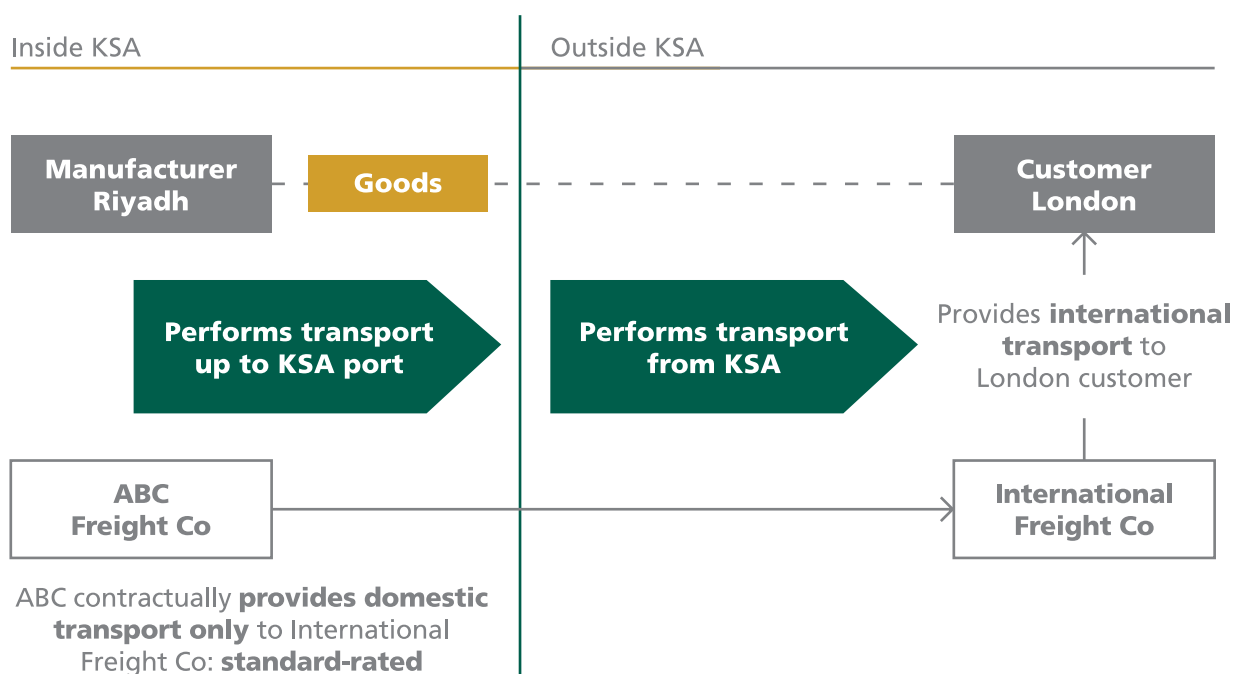 Inside KSA
Outside KSA
Manufacturer
Riyadh
Goods
Customer
London
Performs transport
up to KSA port
Performs transport
from KSA
Provides international
transport to
London customer
ABC
Freight Co
International
Freight Co
ABC contractually provides domestic
transport only to International
Freight Co: standard-rated